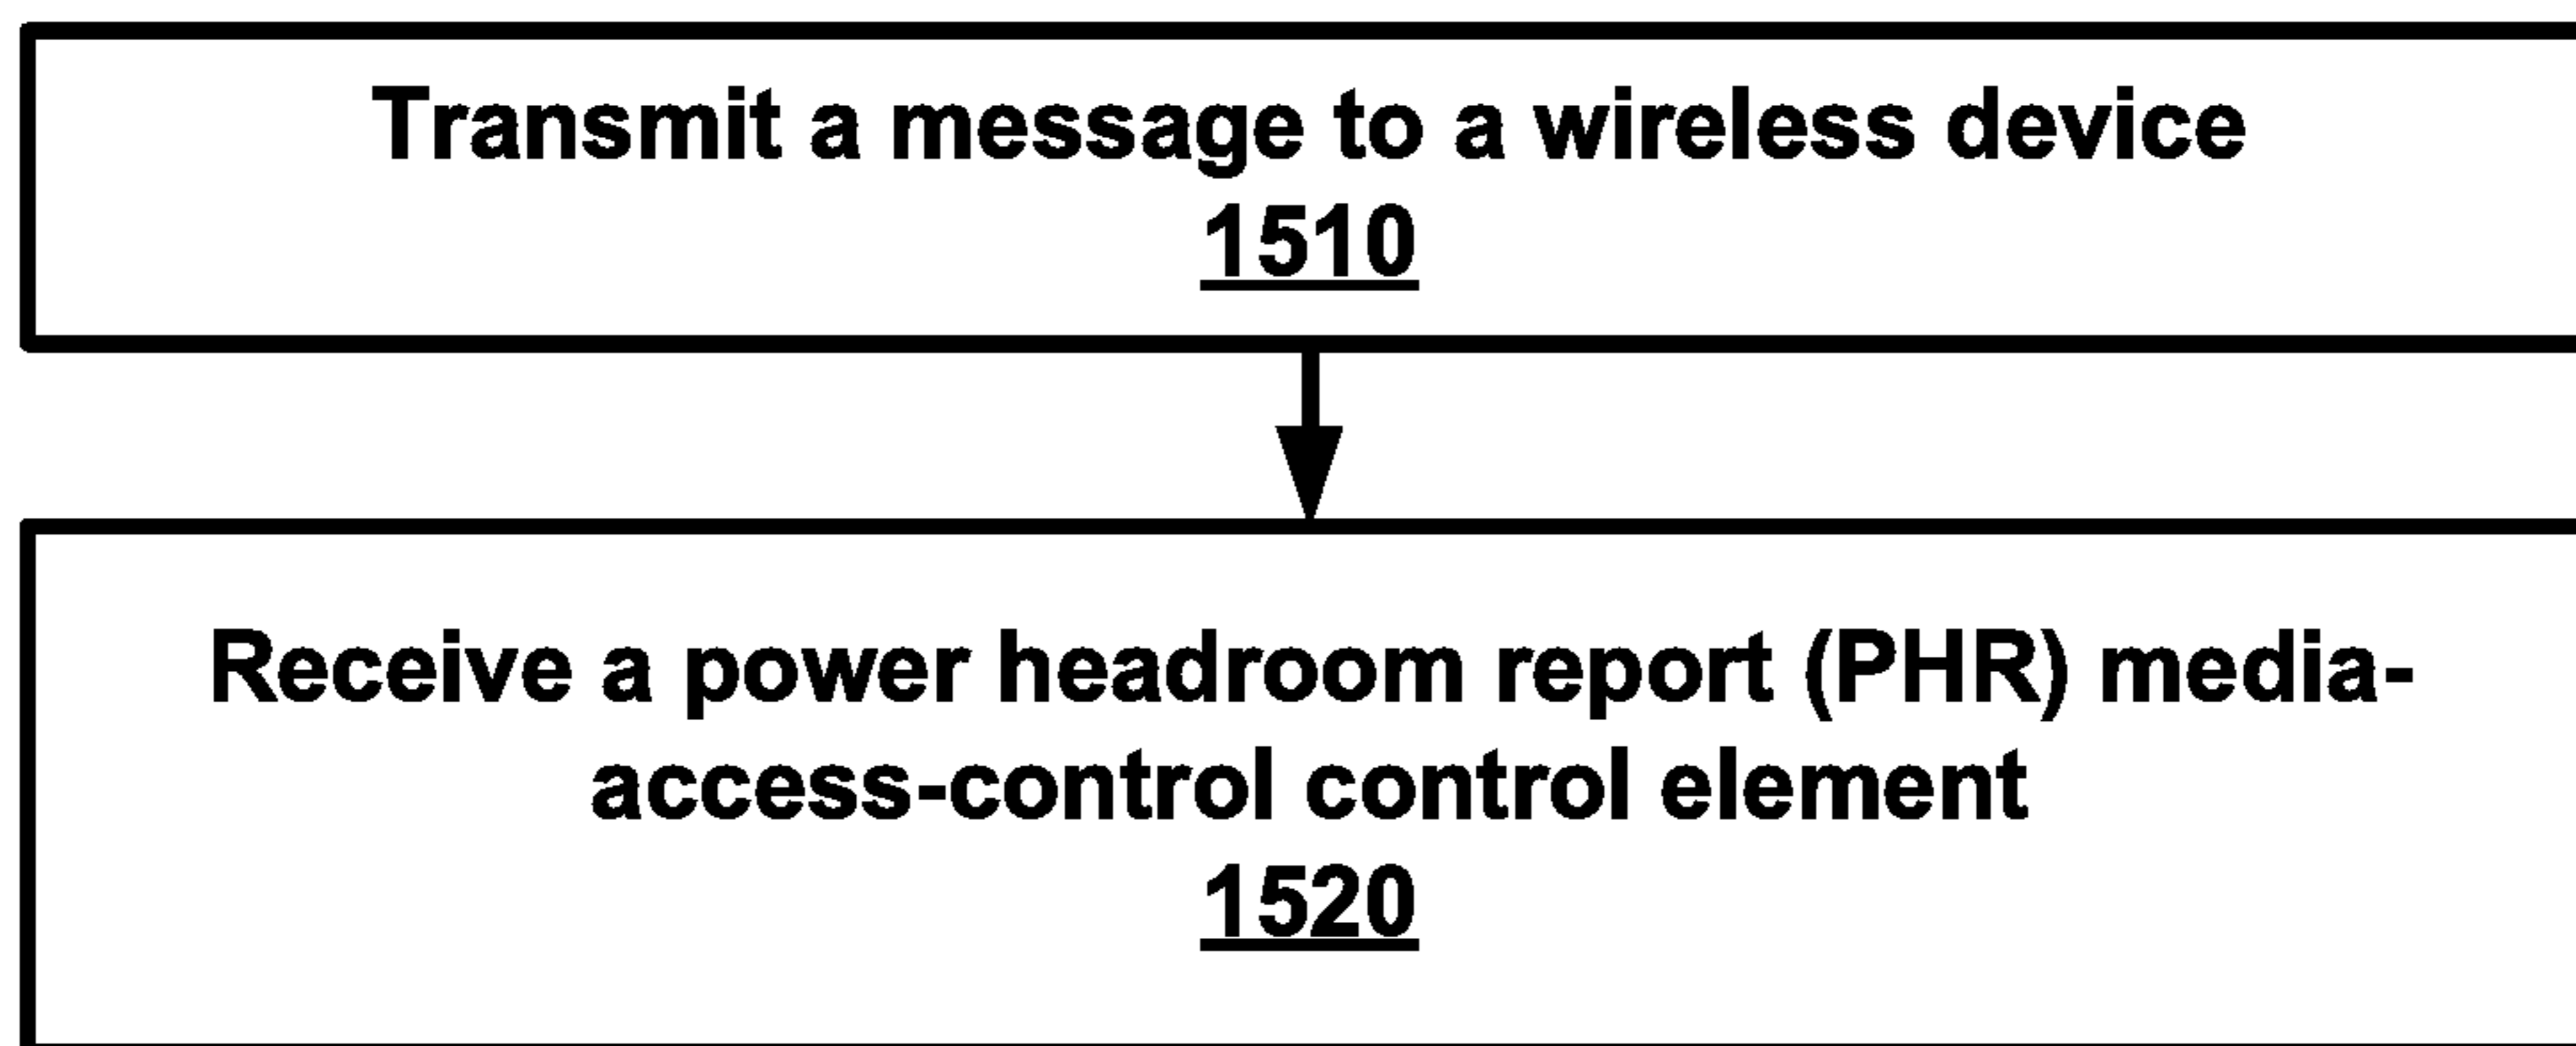 Transmit a message to a wireless device
1510
Receive a power headroom report (PHR) media-
access-control control element
1520